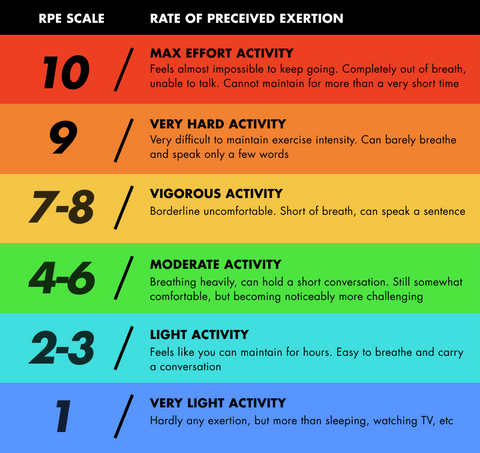 RPE SCALE RATE OF PERCEIVED EXERTION
10 / MAX EFFORT ACTIVITY
Feels almost impossible to keep going. Completely out of breath,
unable to talk. Cannot maintain for more than a very short time
9 / VERY HARD ACTIVITY
Very difficult to maintain exercise intensity. Can barely breathe
and speak only a few words
7-8 / VIGOROUS ACTIVITY
Borderline uncomfortable. Short of breath, can speak a sentence
4-6 / MODERATE ACTIVITY
Breathing heavily, can hold a short conversation. Still somewhat
comfortable, but becoming noticeably more challenging
2-3 / LIGHT ACTIVITY
Feels like you can maintain for hours. Easy to breathe and carry
a conversation
1 / VERY LIGHT ACTIVITY
Hardly any exertion, but more than sleeping, watching TV, etc